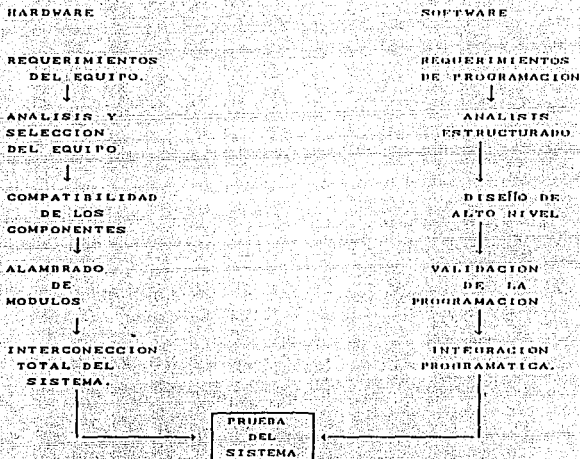 HARDWARE
REQUERIMIENTOS
DEL EQUIPO.
ANALISIS Y
SELECCION
DEL EQUIPO
COMPATIBILIDAD
DE LOS
COMPONENTES
ALAMBRADO
DE
MODULOS
INTERCONECCION
TOTAL DEL
SISTEMA.
SOFTWARE
REQUERIMIENTOS
DE PROGRAMACION
ANALISIS
ESTRUCTURADO
DISEÑO DE
ALTO NIVEL
VALIDACION
DE LA
PROGRAMACION
INTEGRACION
PROGRAMATICA.
PRUEBA
DEL
SISTEMA